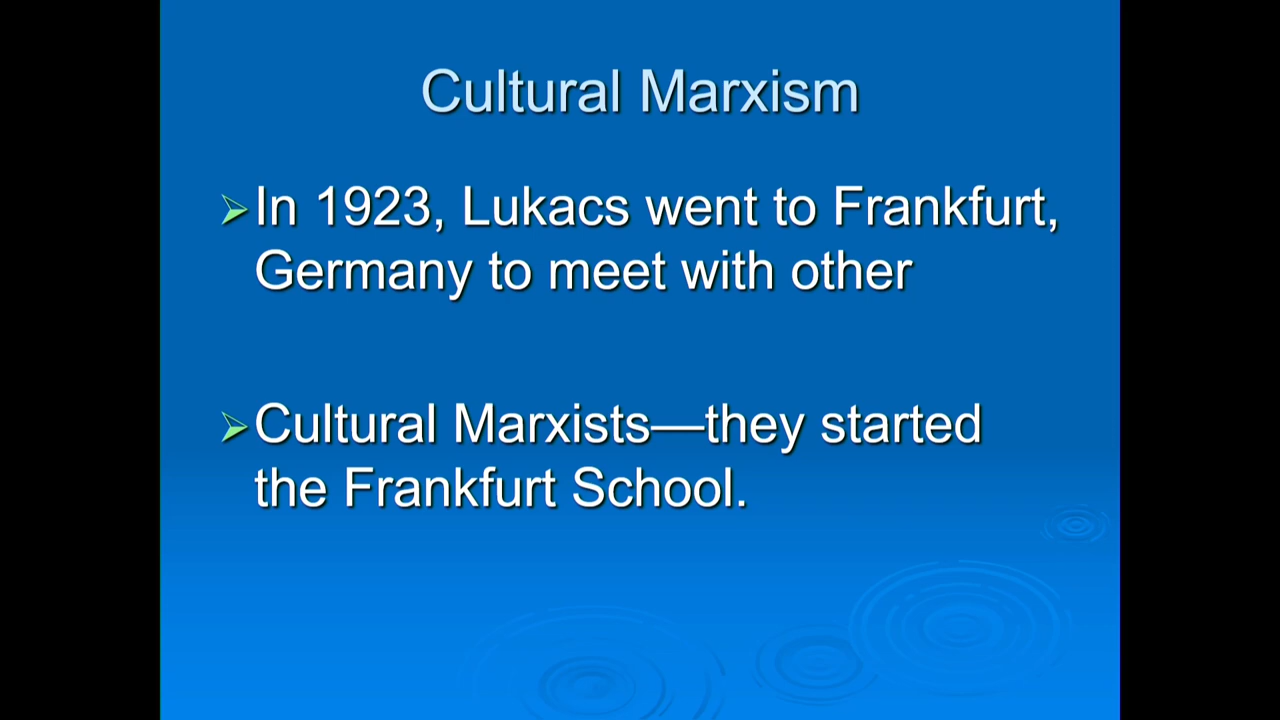 Cultural Marxism
In 1923, Lukacs went to Frankfurt,
Germany to meet with other
Cultural Marxists—they started
the Frankfurt School.